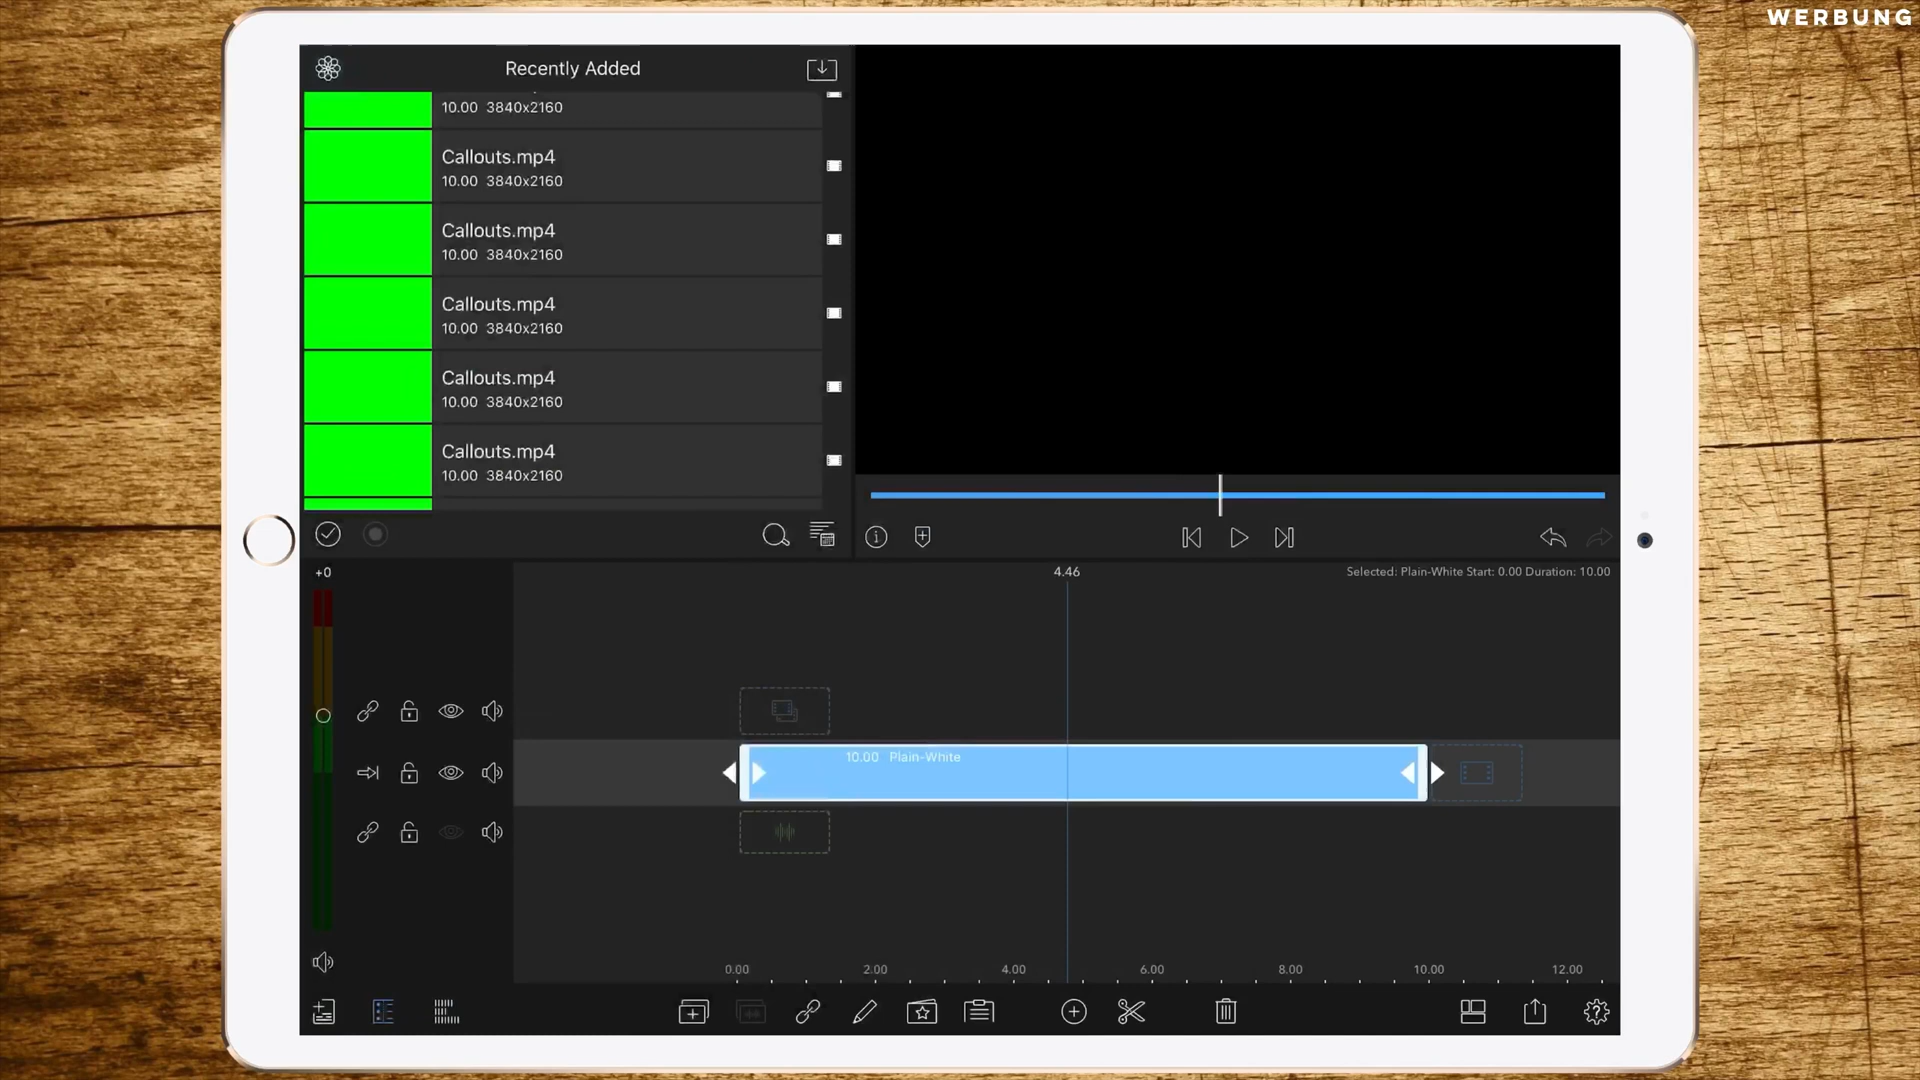 WERBUNG
Recently Added
10.00 3840x2160
Callouts.mp4
10.00 3840x2160
Callouts.mp4
10.00 3840x2160
Callouts.mp4
10.00 3840x2160
Callouts.mp4
10.00 3840x2160
Callouts.mp4
10.00 3840x2160
+0
4.46
Selected: Plain-White Start: 0.00 Duration: 10.00
10.00 Plain-White
0.00 2.00 4.00 6.00 8.00 10.00 12.00